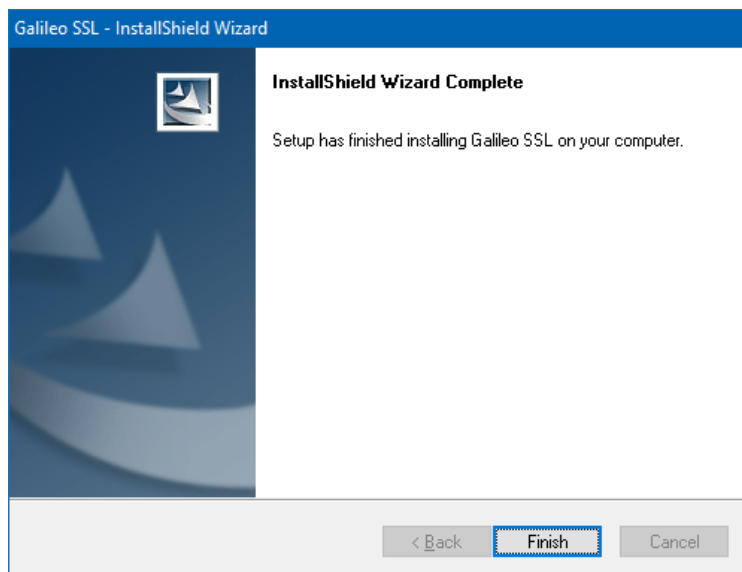 Galileo SSL - InstallShield Wizard
InstallShield Wizard Complete
Setup has finished installing Galileo SSL on your computer.
< Back
Finish
Cancel